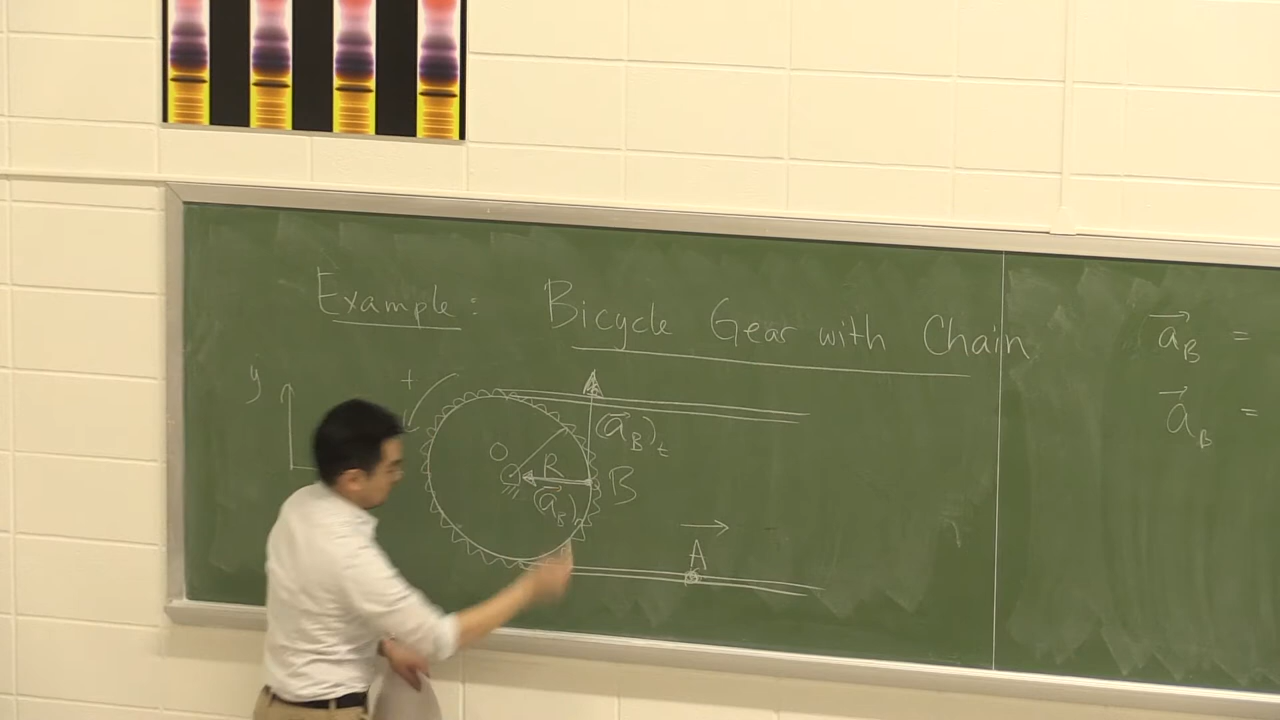 Example: Bicycle Gear with Chain
y
+
(a⃗_B)_t
O
R
B
(a⃗_B)
A
a⃗_B =
a⃗_B =